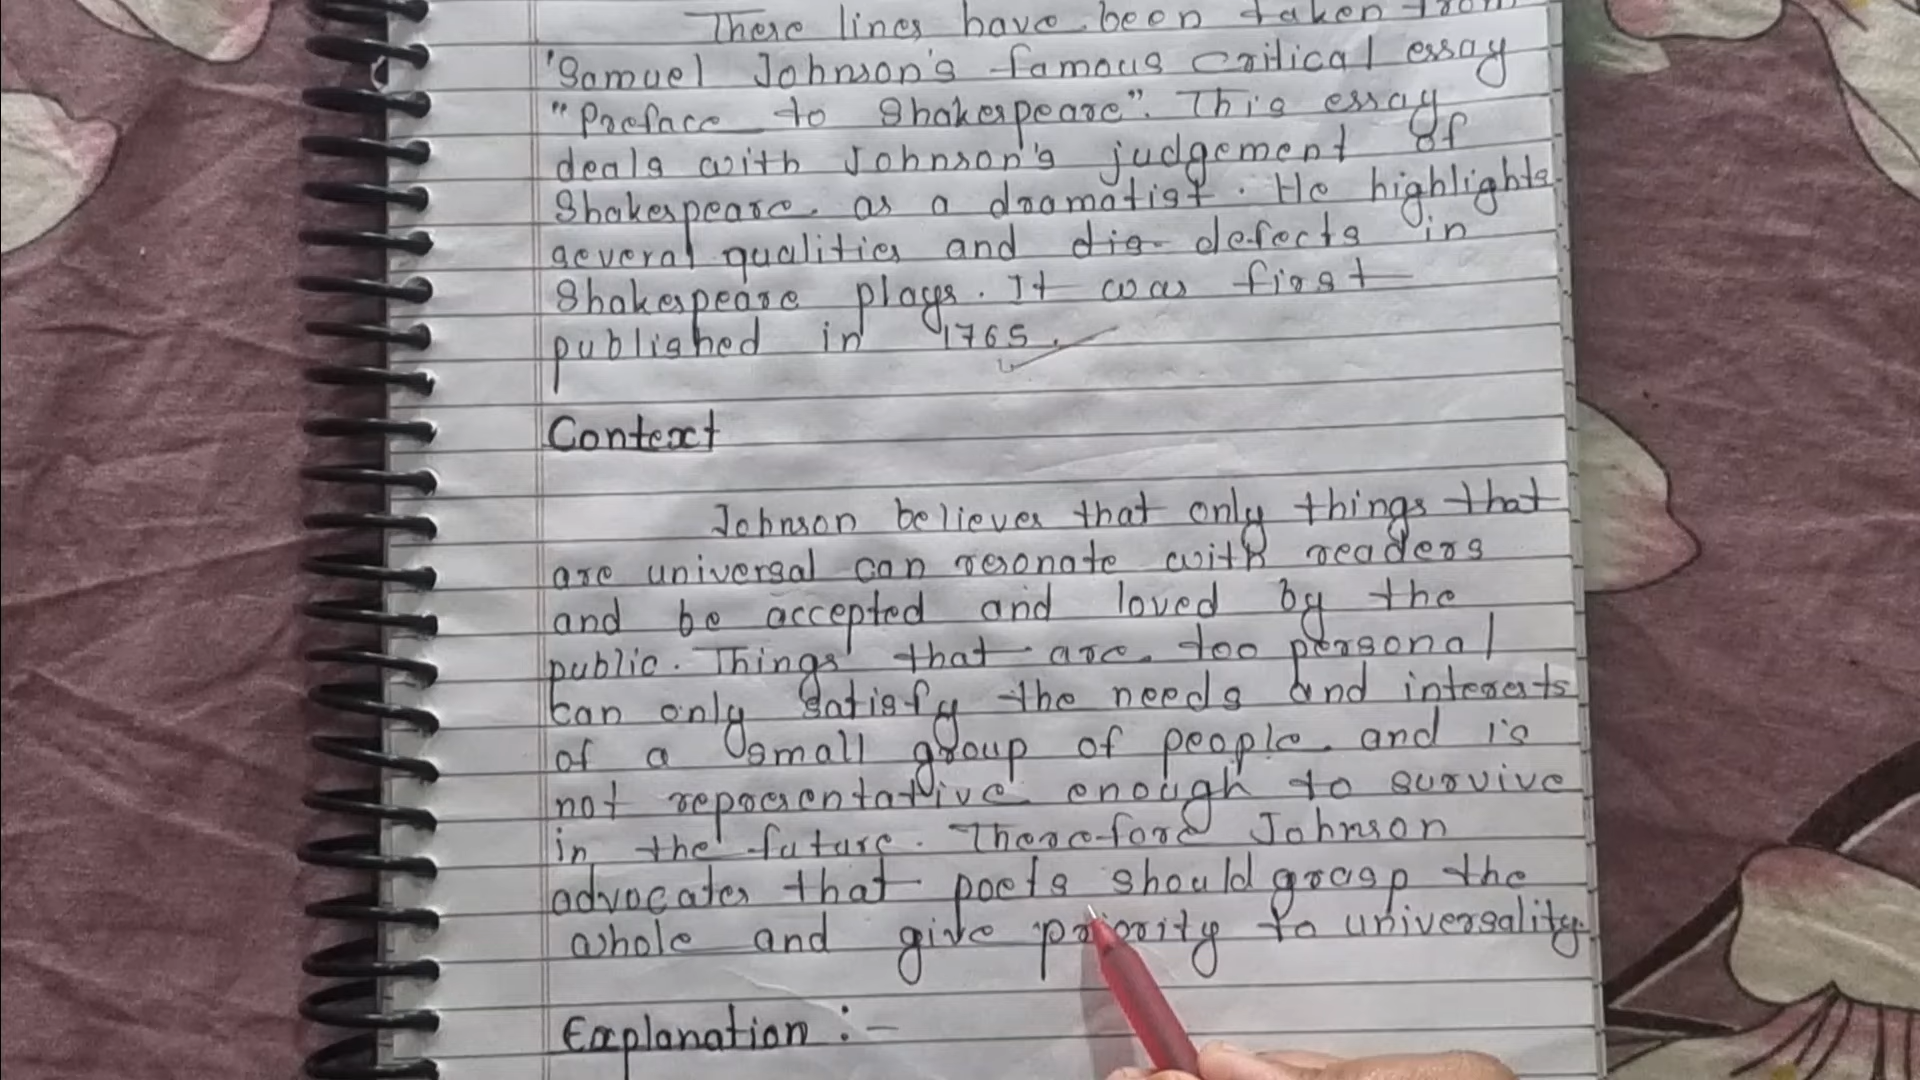 These lines have been taken from
'Samuel Johnson's famous critical essay
"Preface to Shakespeare". This essay
deals with Johnson's judgement of
Shakespeare as a dramatist. He highlights
several qualities and dis- defects in
Shakespeare plays. It was first
published in 1765.
Context
Johnson believes that only things that
are universal can resonate with readers
and be accepted and loved by the
public. Things that are too personal
can only satisfy the needs and interests
of a small group of people and is
not representative enough to survive
in the future. Therefore Johnson
advocates that poets should grasp the
whole and give priority to universality.
Explanation :-